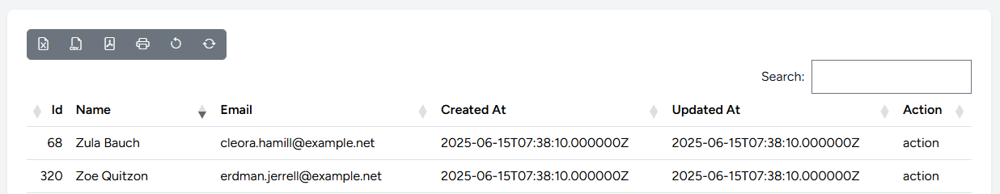 CSV
Search:
Id Name Email Created At Updated At Action
68 Zula Bauch cleora.hamill@example.net 2025-06-15T07:38:10.000000Z 2025-06-15T07:38:10.000000Z action
320 Zoe Quitzon erdman.jerrell@example.net 2025-06-15T07:38:10.000000Z 2025-06-15T07:38:10.000000Z action